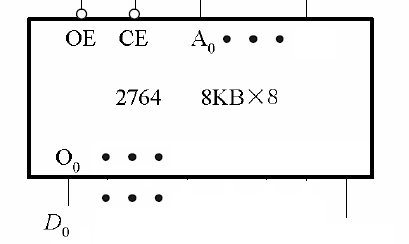 OE CE A₀ • • •
2764 8KB×8
O₀ • • •
• • •
D₀